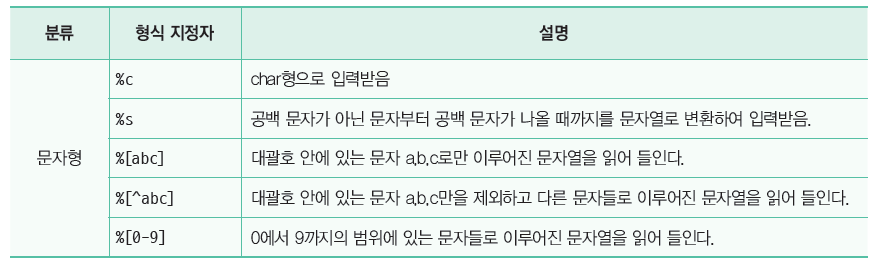 분류 형식 지정자 설명
%c char형으로 입력받음
%s 공백 문자가 아닌 문자부터 공백 문자가 나올 때까지를 문자열로 변환하여 입력받음.
문자형 %[abc] 대괄호 안에 있는 문자 a,b,c로만 이루어진 문자열을 읽어 들인다.
%[^abc] 대괄호 안에 있는 문자 a,b,c만을 제외하고 다른 문자들로 이루어진 문자열을 읽어 들인다.
%[0-9] 0에서 9까지의 범위에 있는 문자들로 이루어진 문자열을 읽어 들인다.